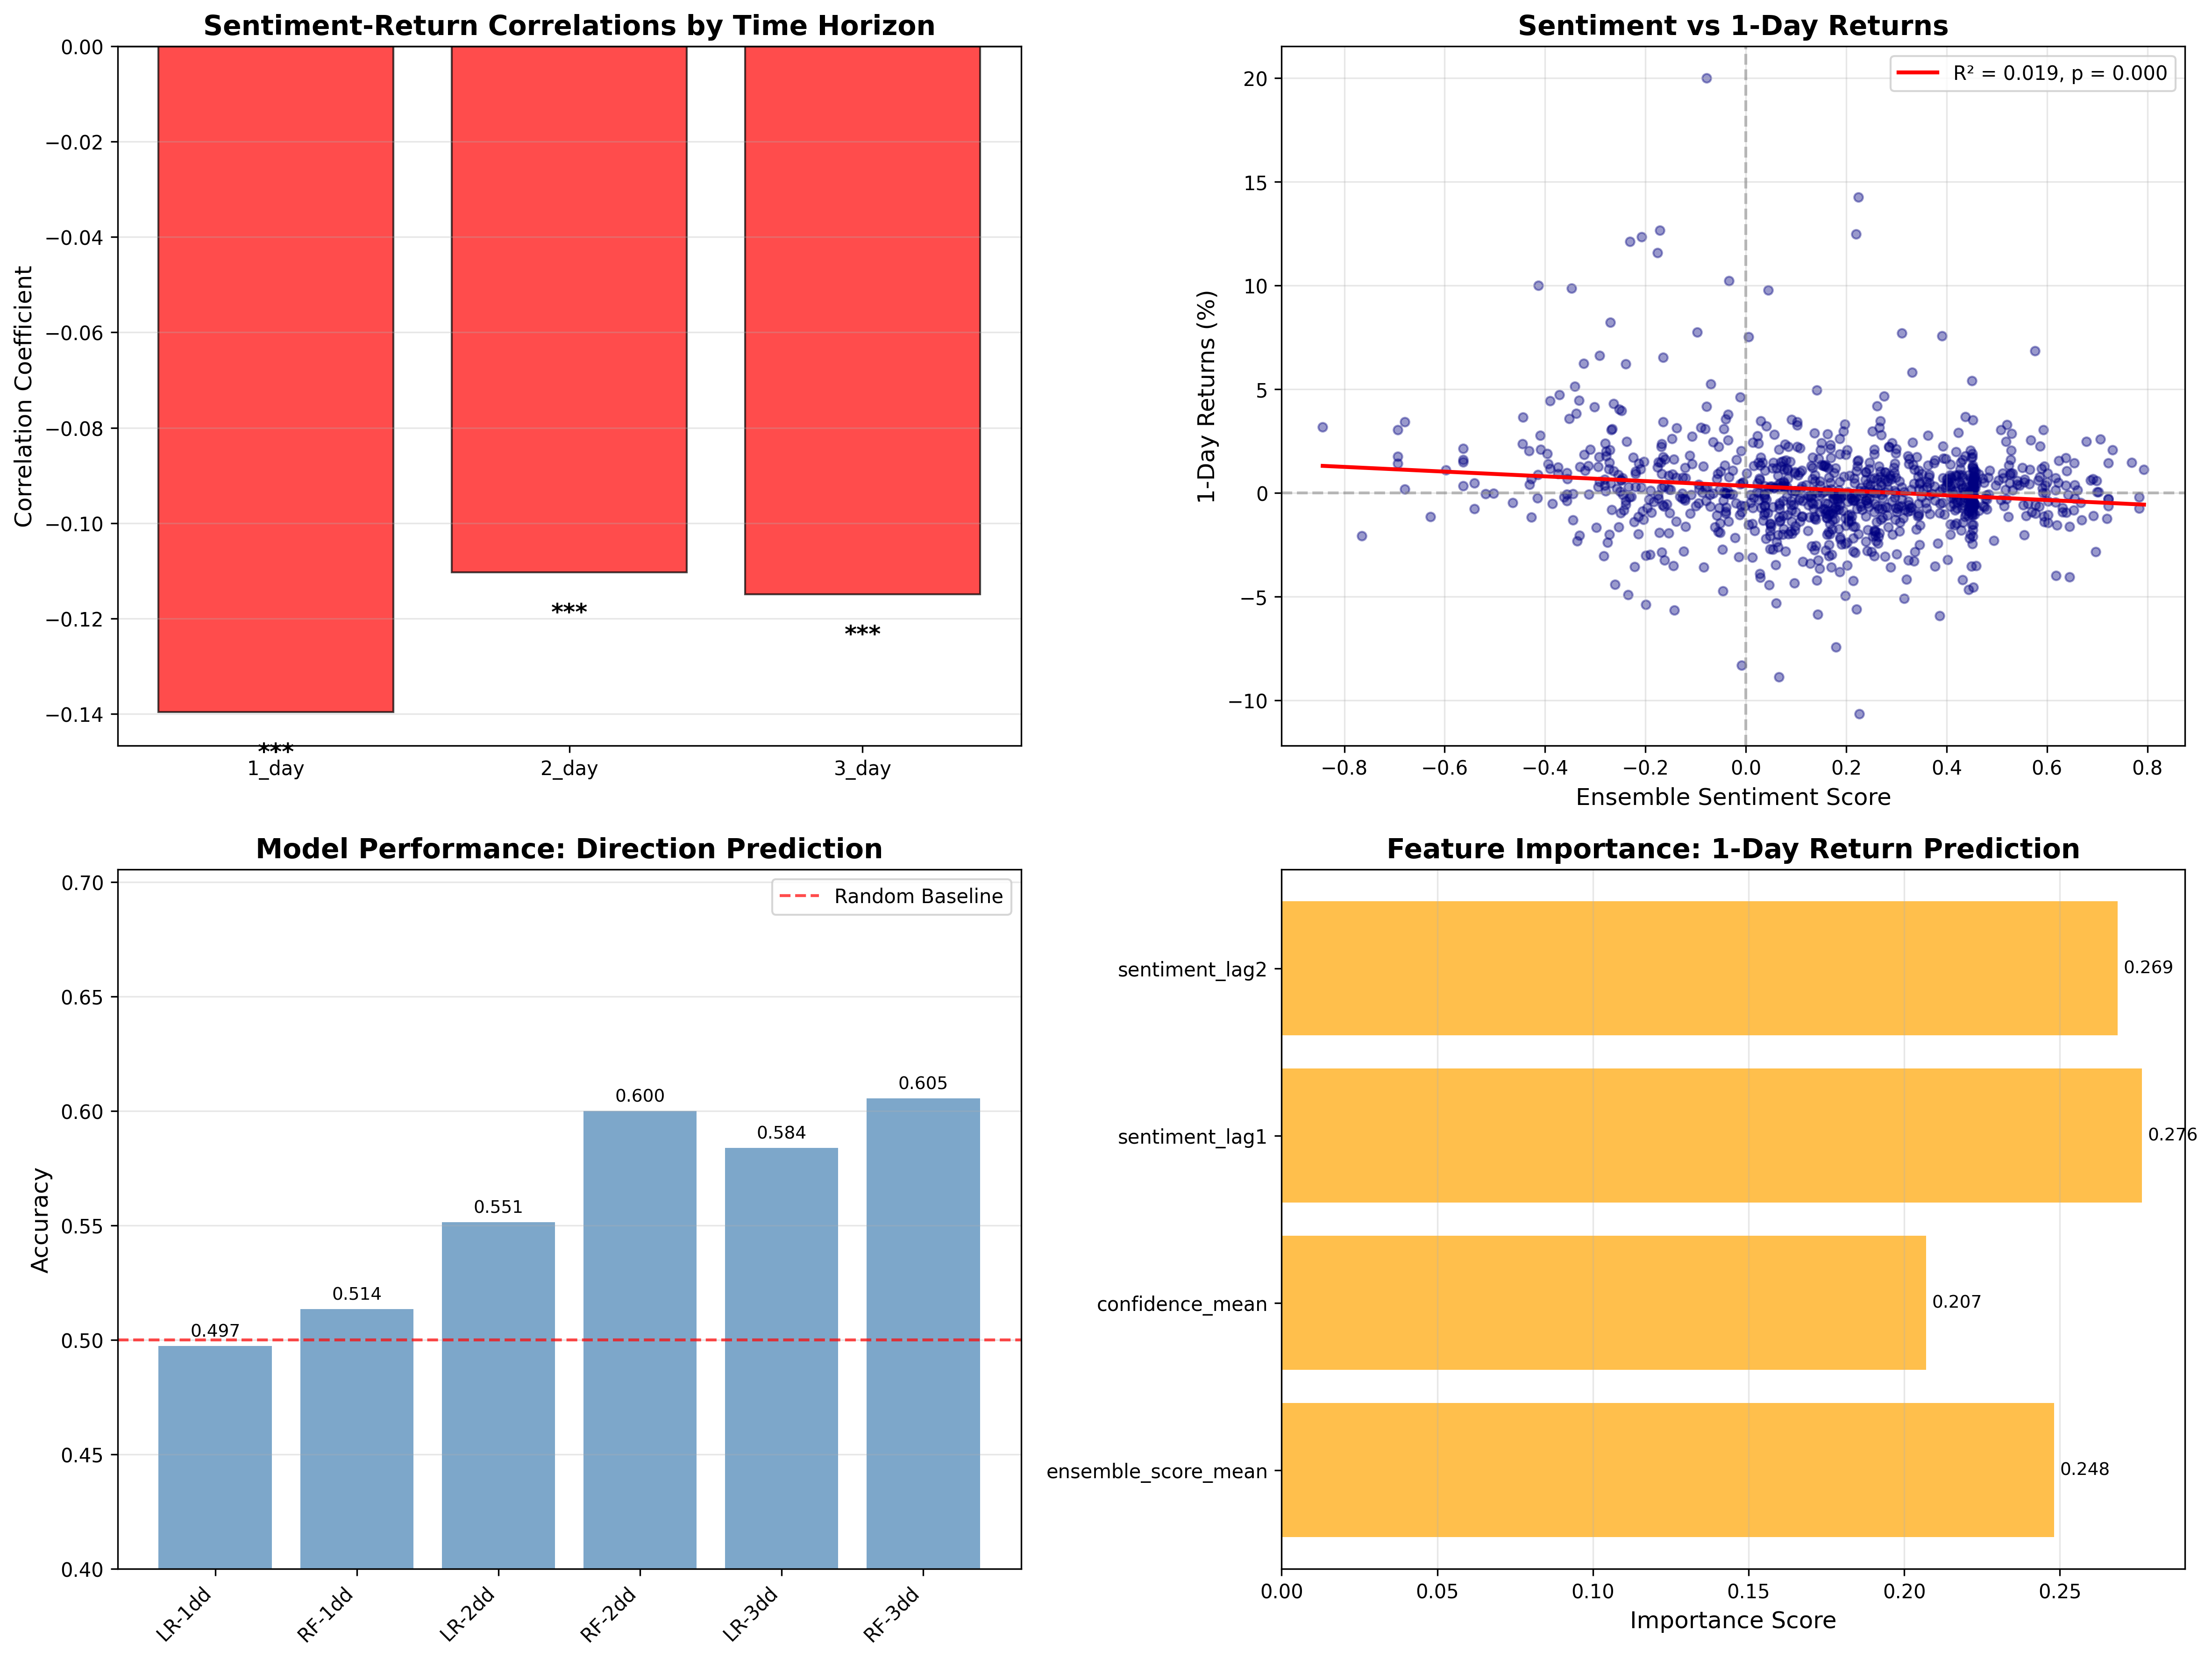 Sentiment-Return Correlations by Time Horizon
Correlation Coefficient
0.00
−0.02
−0.04
−0.06
−0.08
−0.10
−0.12
−0.14
***
***
***
1_day
2_day
3_day
Sentiment vs 1-Day Returns
R² = 0.019, p = 0.000
1-Day Returns (%)
20
15
10
5
0
−5
−10
−0.8
−0.6
−0.4
−0.2
0.0
0.2
0.4
0.6
0.8
Ensemble Sentiment Score
Model Performance: Direction Prediction
Random Baseline
Accuracy
0.70
0.65
0.60
0.55
0.50
0.45
0.40
0.497
0.514
0.551
0.600
0.584
0.605
LR-1dd
RF-1dd
LR-2dd
RF-2dd
LR-3dd
RF-3dd
Feature Importance: 1-Day Return Prediction
sentiment_lag2
0.269
sentiment_lag1
0.276
confidence_mean
0.207
ensemble_score_mean
0.248
0.00
0.05
0.10
0.15
0.20
0.25
Importance Score